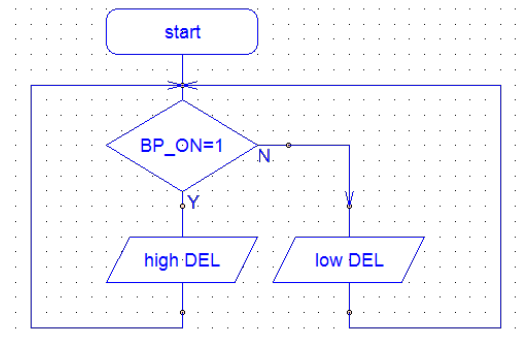 start
BP_ON=1
N
Y
high DEL
low DEL